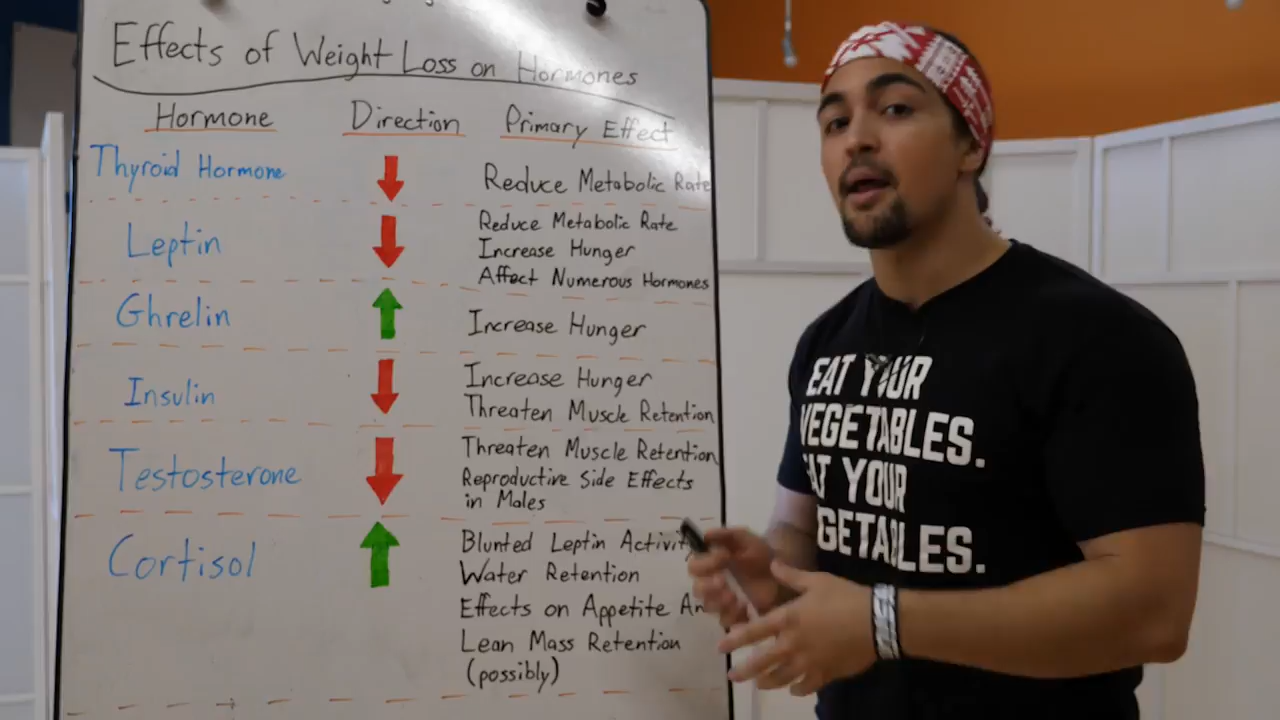 Effects of Weight Loss on Hormones
Hormone Direction Primary Effect
Thyroid Hormone
Reduce Metabolic Rate
Leptin
Reduce Metabolic Rate
Increase Hunger
Affect Numerous Hormones
Ghrelin
Increase Hunger
Insulin
Increase Hunger
Threaten Muscle Retention
Testosterone
Threaten Muscle Retention
Reproductive Side Effects
in Males
Cortisol
Blunted Leptin Activit
Water Retention
Effects on Appetite An
Lean Mass Retention
(possibly)
EAT YOUR
VEGETABLES.
EAT YOUR
VEGETABLES.